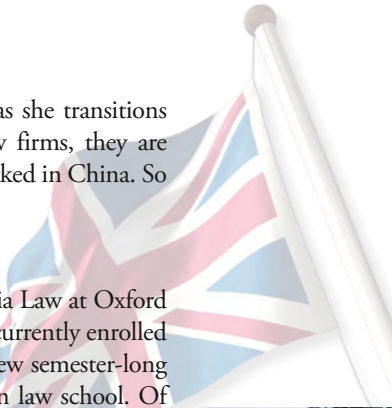 as she transitions
firms, they are
ked in China. So
ia Law at Oxford
currently enrolled
ew semester-long
law school. Of